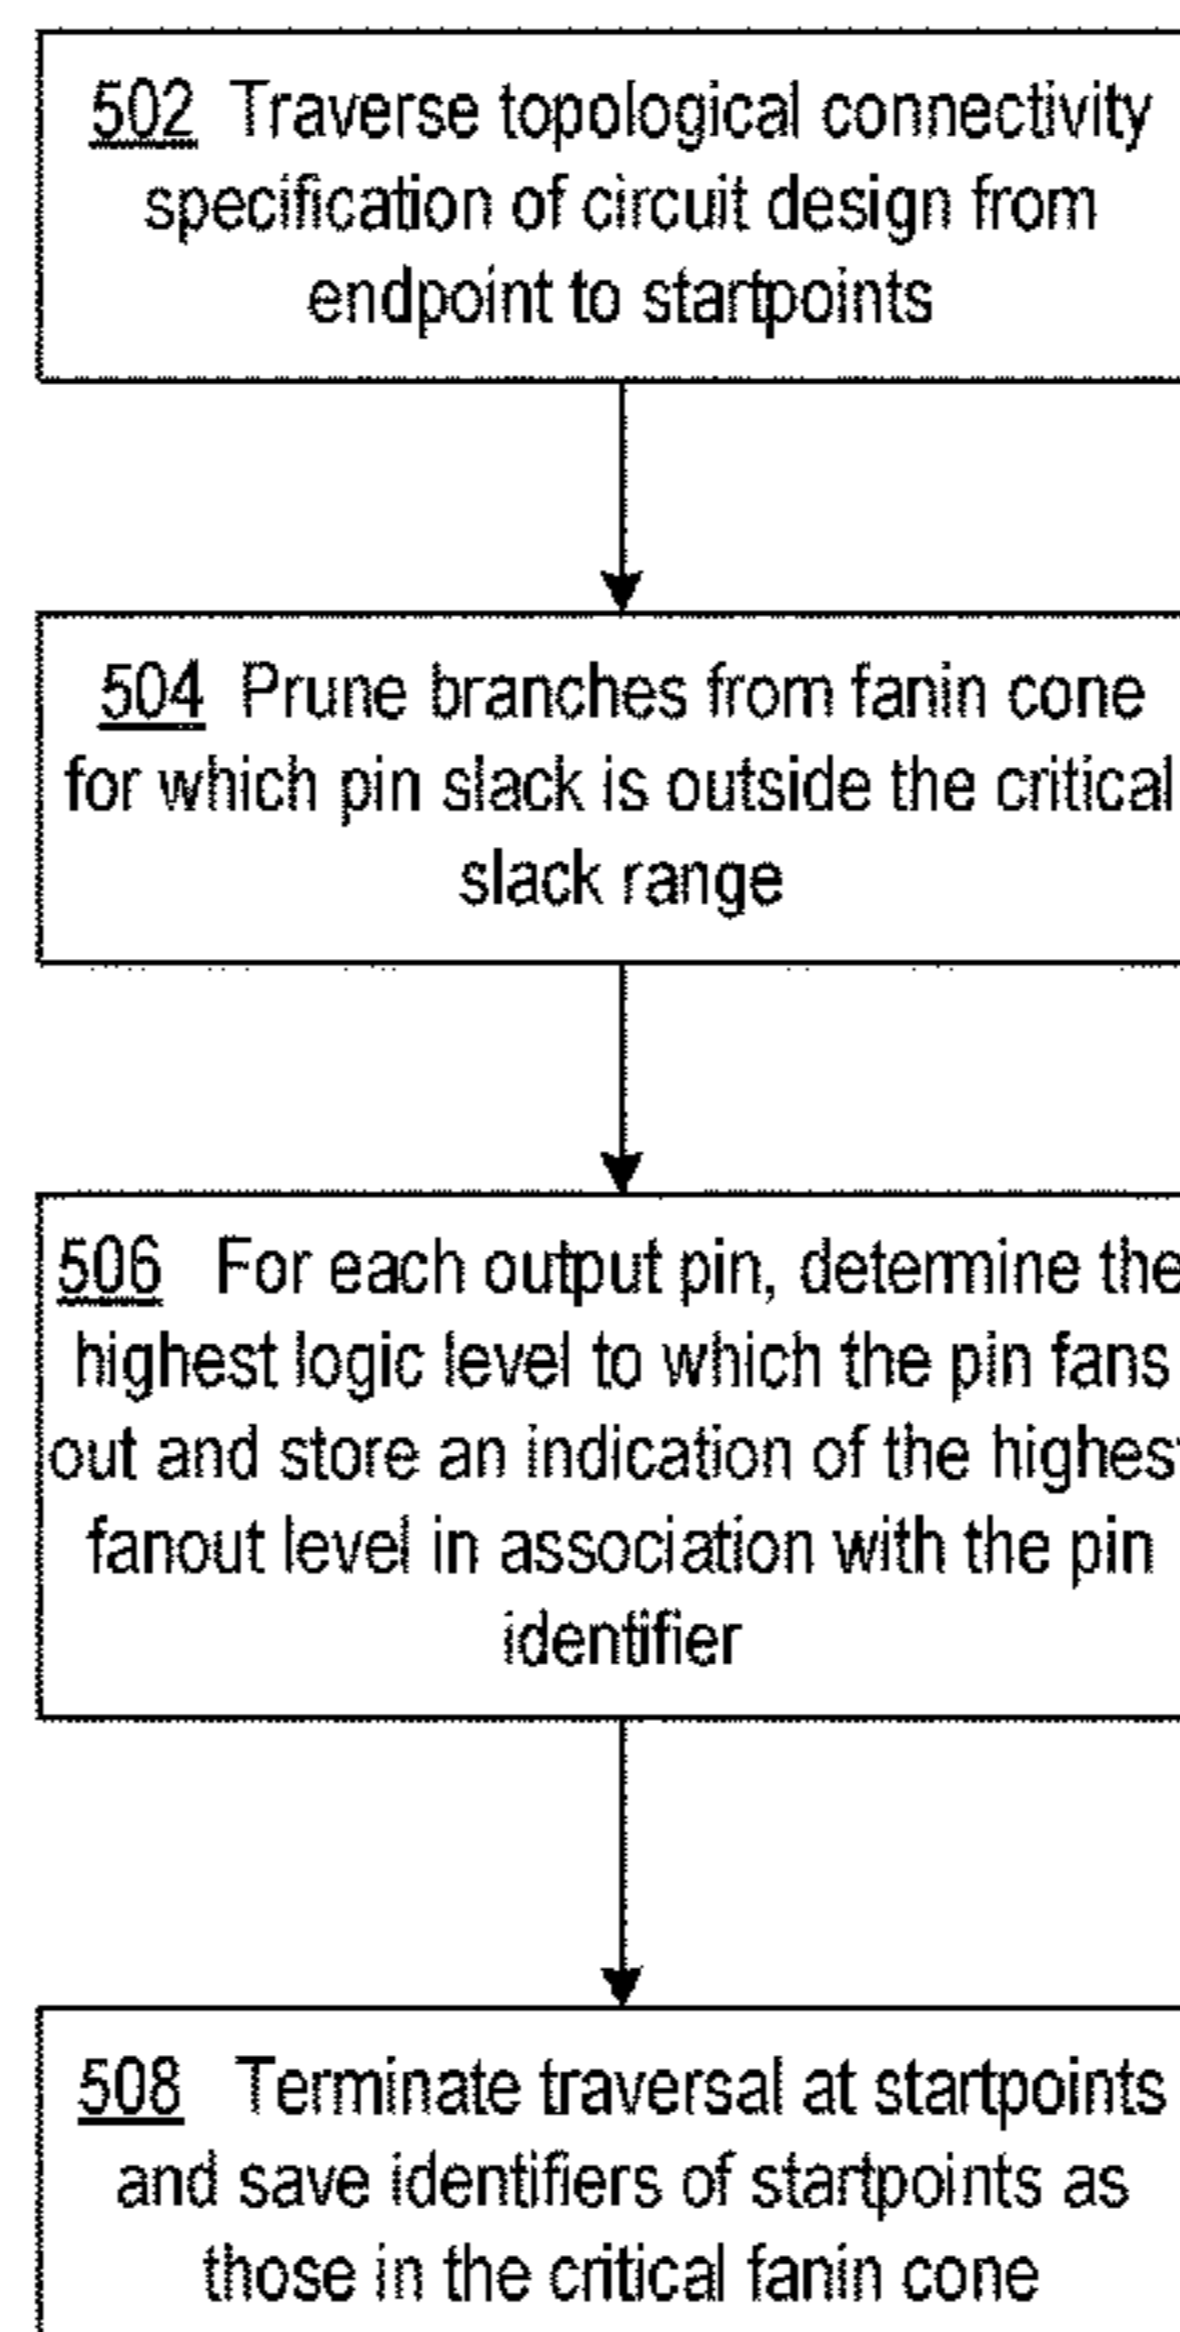 502 Traverse topological connectivity
specification of circuit design from
endpoint to startpoints
504 Prune branches from fanin cone
for which pin slack is outside the critical
slack range
506 For each output pin, determine the
highest logic level to which the pin fans
out and store an indication of the highest
fanout level in association with the pin
identifier
508 Terminate traversal at startpoints
and save identifiers of startpoints as
those in the critical fanin cone